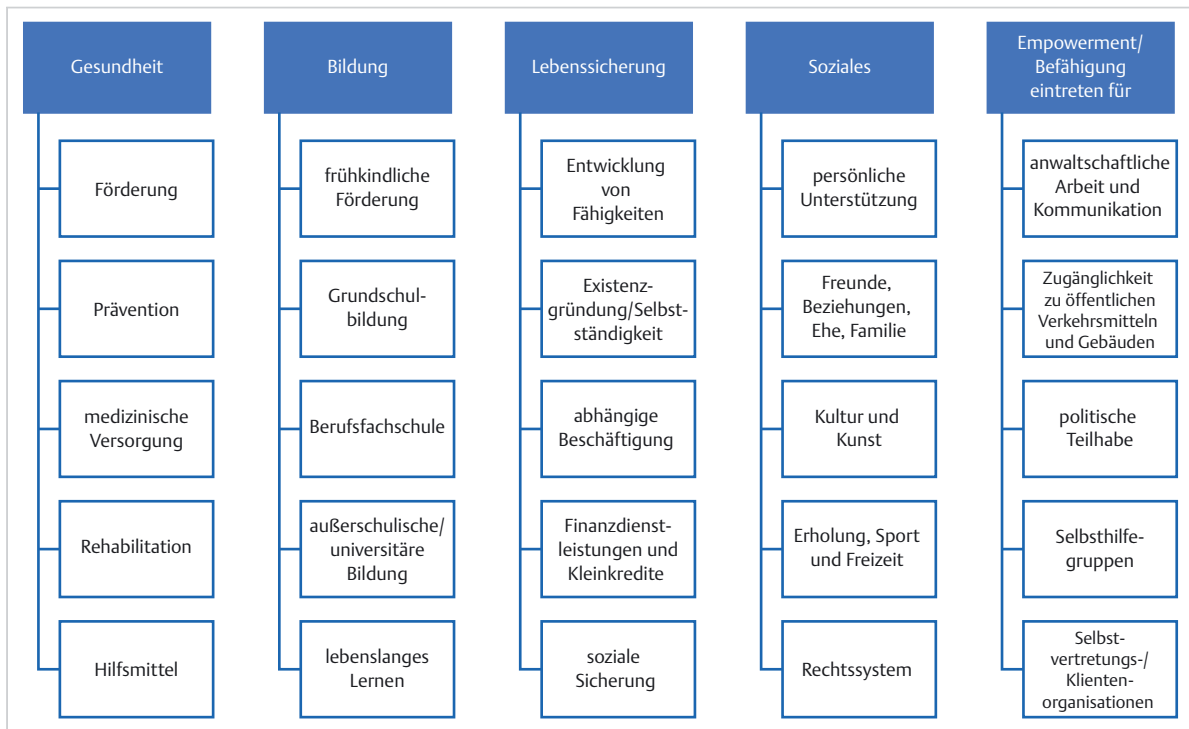 Gesundheit
Förderung
Prävention
medizinische
Versorgung
Rehabilitation
Hilfsmittel
Bildung
frühkindliche
Förderung
Grundschul-
bildung
Berufsfachschule
außerschulische/
universitäre
Bildung
lebenslanges
Lernen
Lebenssicherung
Entwicklung
von
Fähigkeiten
Existenz-
gründung/Selbst-
ständigkeit
abhängige
Beschäftigung
Finanzdienst-
leistungen und
Kleinkredite
soziale
Sicherung
Soziales
persönliche
Unterstützung
Freunde,
Beziehungen,
Ehe, Familie
Kultur und
Kunst
Erholung, Sport
und Freizeit
Rechtssystem
Empowerment/
Befähigung
eintreten für
anwaltschaftliche
Arbeit und
Kommunikation
Zugänglichkeit
zu öffentlichen
Verkehrsmitteln
und Gebäuden
politische
Teilhabe
Selbsthilfe-
gruppen
Selbst-
vertretungs-/
Klienten-
organisationen